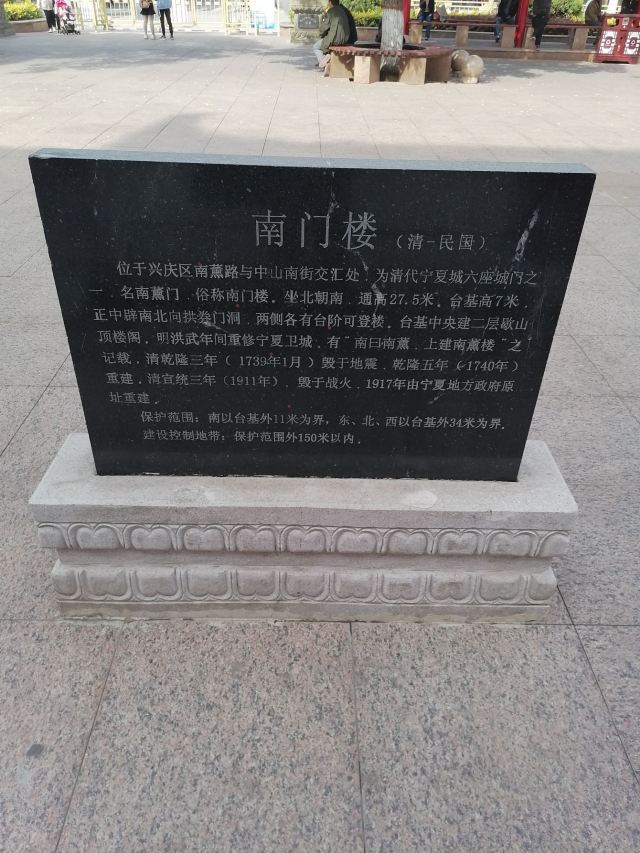 南门楼（清-民国）
位于兴庆区南薰路与中山南街交汇处，为清代宁夏城六座城门之
一，名南薰门，俗称南门楼。坐北朝南，通高27.5米。台基高7米，
正中辟南北向拱券门洞，两侧各有台阶可登楼。台基中央建二层歇山
顶楼阁。明洪武年间重修宁夏卫城，有“南曰南薰，上建南薰楼”之
记载，清乾隆三年（1739年1月）毁于地震，乾隆五年（1740年）
重建，清宣统三年（1911年），毁于战火，1917年由宁夏地方政府原
址重建。
保护范围：南以台基外11米为界，东、北、西以台基外34米为界。
建设控制地带：保护范围外150米以内。